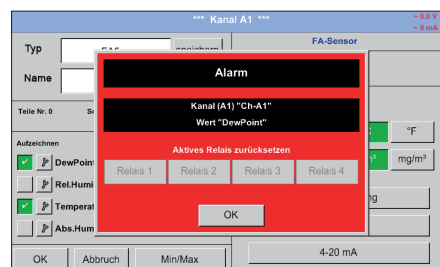 *** Kanal A1 ***
~ 0.0 V
~ 0 mA
Typ
speichern
FA-Sensor
Name
Alarm
Kanal (A1) "Ch-A1"
Wert "DewPoint"
Teile Nr. 0
Aktives Relais zurücksetzen
Aufzeichnen
°F
DewPoint
Relais 1
Relais 2
Relais 3
Relais 4
mg/m³
Rel.Humi
Temperat
OK
Abs.Hum
OK
Abbruch
Min/Max
4-20 mA